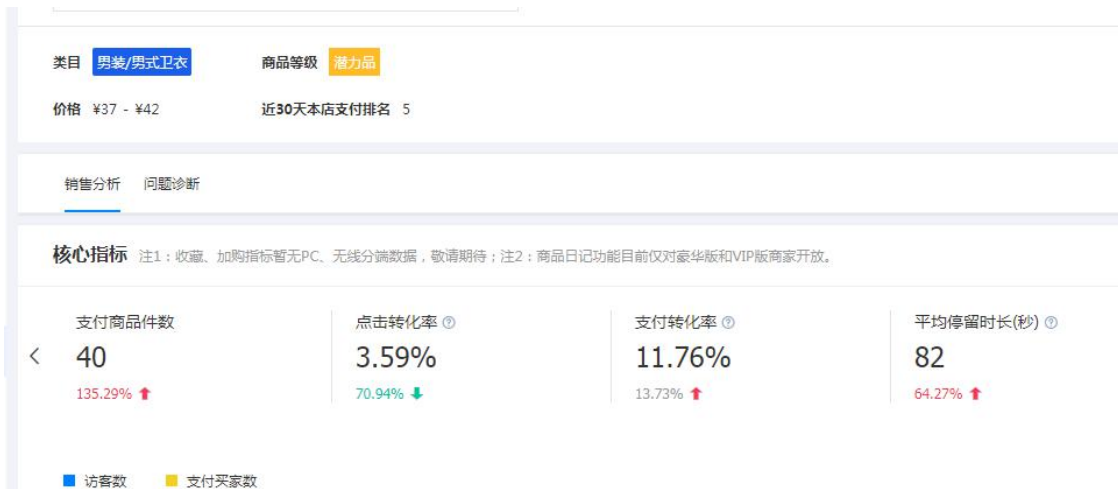 类目 男装/男式卫衣 商品等级 潜力品
价格 ¥37 - ¥42 近30天本店支付排名 5
销售分析 问题诊断
核心指标 注1：收藏、加购指标暂无PC、无线分端数据，敬请期待；注2：商品日记功能目前仅对豪华版和VIP版商家开放。
支付商品件数 点击转化率 支付转化率 平均停留时长(秒)
40 3.59% 11.76% 82
135.29% 70.94% 13.73% 64.27%
访客数 支付买家数